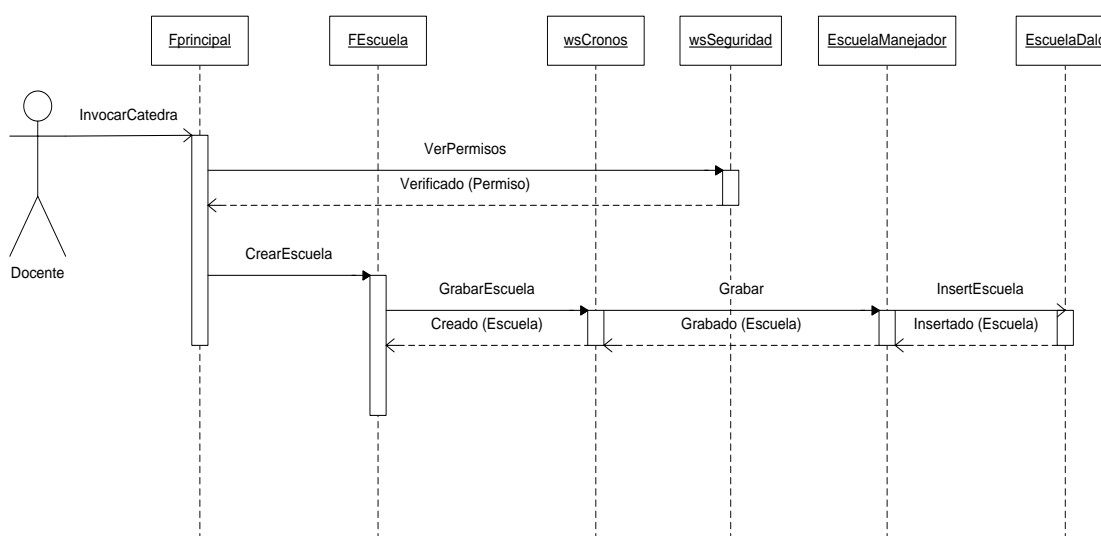 Fprincipal
FEscuela
wsCronos
wsSeguridad
EscuelaManejador
EscuelaDalc
InvocarCatedra
VerPermisos
Verificado (Permiso)
CrearEscuela
Docente
GrabarEscuela
Grabar
InsertEscuela
Creado (Escuela)
Grabado (Escuela)
Insertado (Escuela)